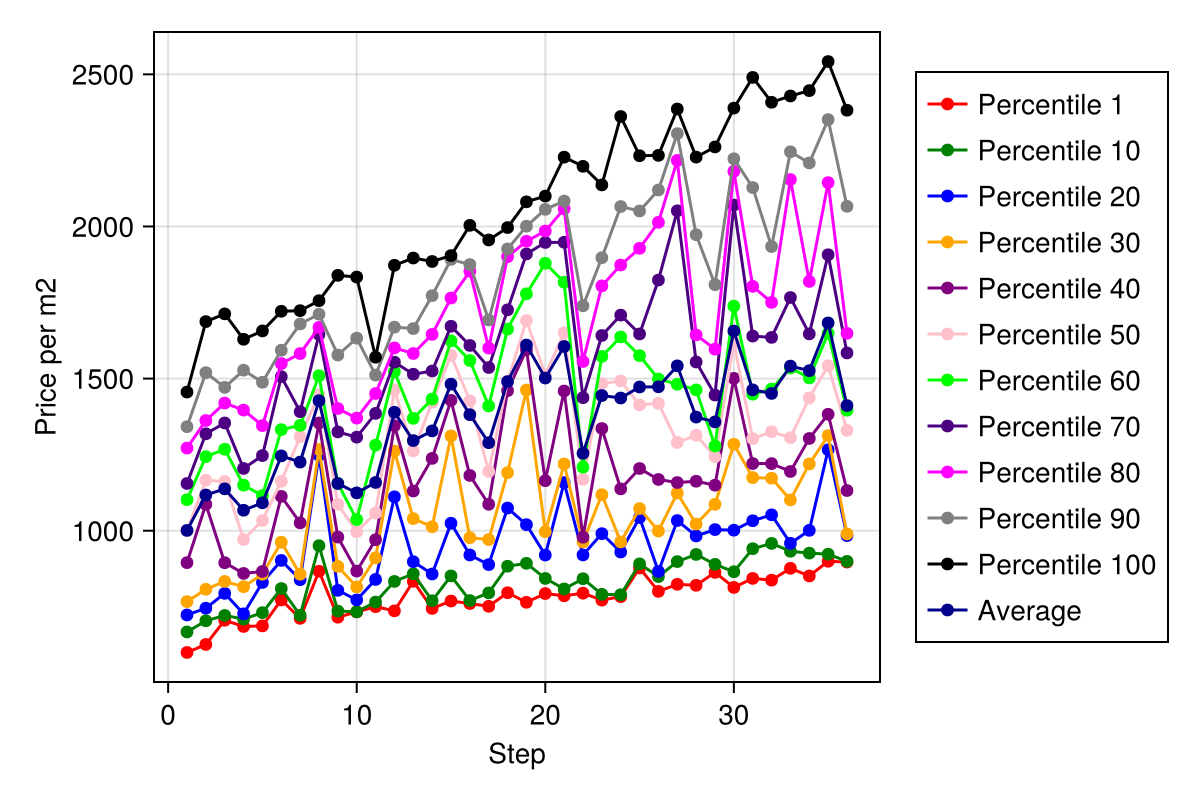 Price per m2
2500
2000
1500
1000
0
10
20
30
Step
Percentile 1
Percentile 10
Percentile 20
Percentile 30
Percentile 40
Percentile 50
Percentile 60
Percentile 70
Percentile 80
Percentile 90
Percentile 100
Average